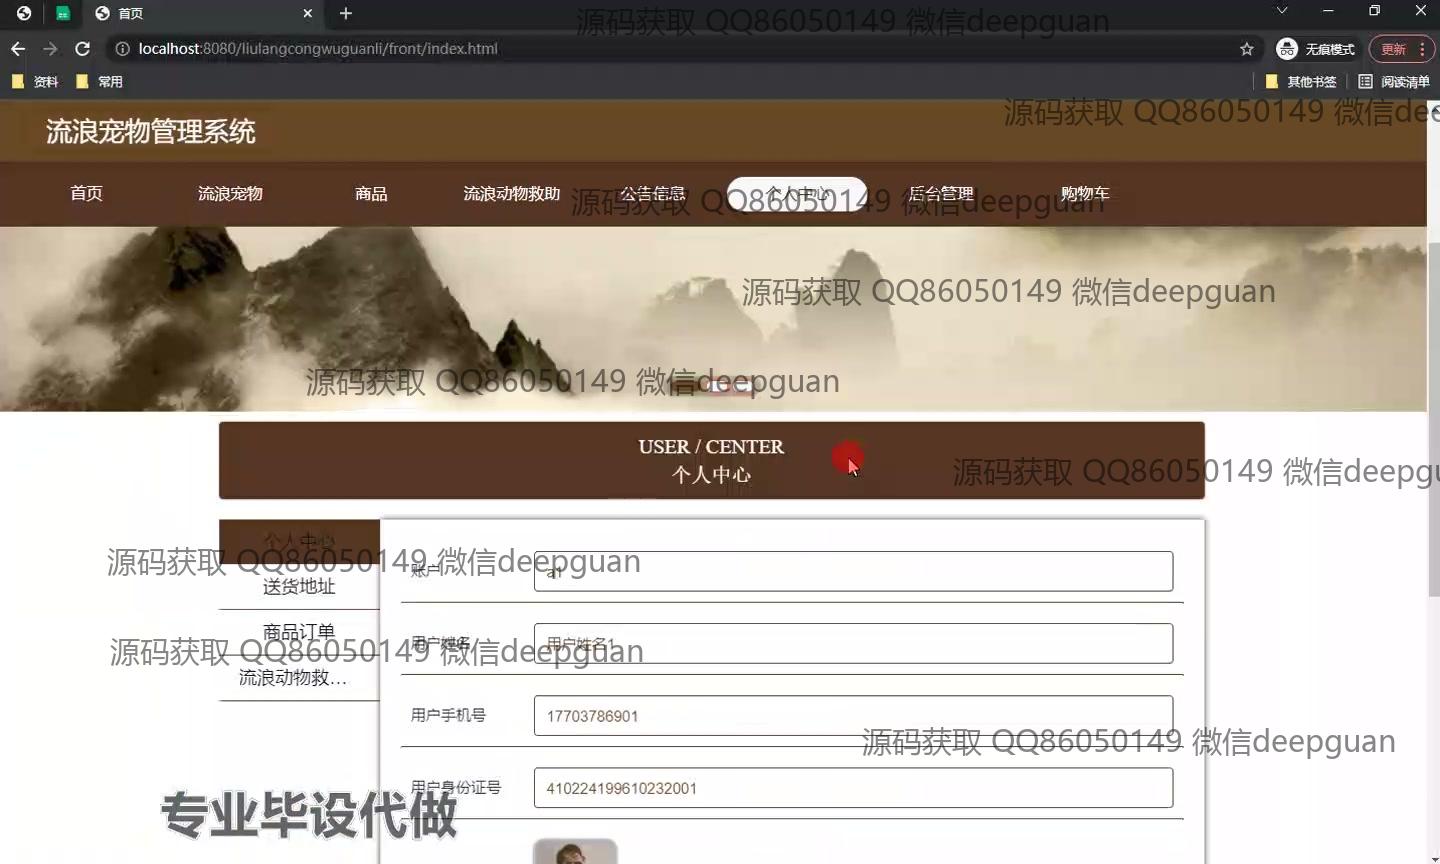 首页
源码获取 QQ86050149 微信deepguan
localhost:8080/liulangcongwuguanli/front/index.html
无痕模式
更新
资料
常用
其他书签
阅读清单
源码获取 QQ86050149 微信dee
流浪宠物管理系统
首页
流浪宠物
商品
流浪动物救助
公告信息
个人中心
后台管理
购物车
源码获取 QQ86050149 微信deepguan
源码获取 QQ86050149 微信deepguan
源码获取 QQ86050149 微信deepguan
USER / CENTER
个人中心
源码获取 QQ86050149 微信deepgu
个人中心
源码获取 QQ86050149 微信deepguan
账户
a1
送货地址
商品订单
用户姓名
用户姓名1
源码获取 QQ86050149 微信deepguan
流浪动物救…
用户手机号
17703786901
源码获取 QQ86050149 微信deepguan
用户身份证号
410224199610232001
专业毕设代做